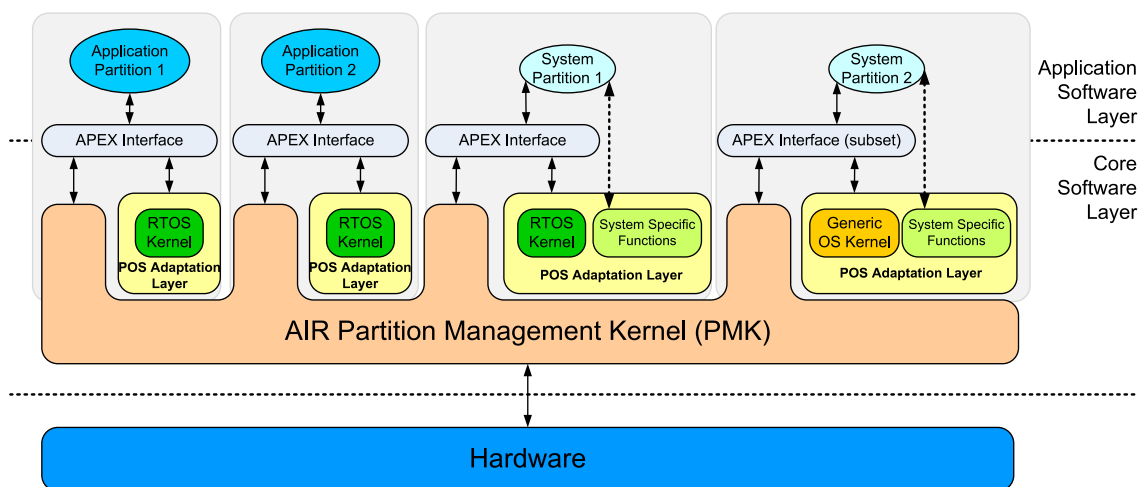 Application
Partition 1
Application
Partition 2
System
Partition 1
System
Partition 2
Application
Software
Layer
APEX Interface
APEX Interface
APEX Interface
APEX Interface (subset)
Core
Software
Layer
RTOS
Kernel
POS Adaptation
Layer
RTOS
Kernel
POS Adaptation
Layer
RTOS
Kernel
System Specific
Functions
POS Adaptation Layer
Generic
OS Kernel
System Specific
Functions
POS Adaptation Layer
AIR Partition Management Kernel (PMK)
Hardware